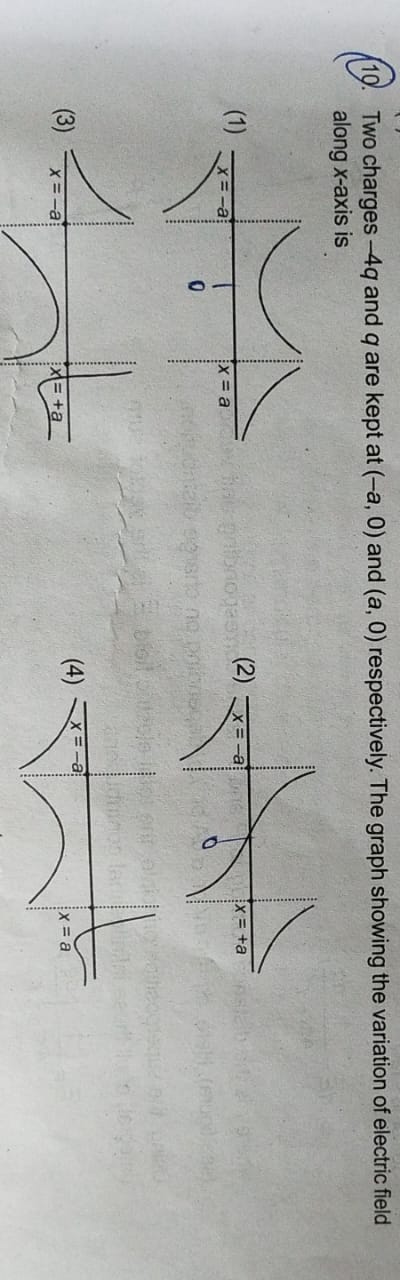 10. Two charges –4q and q are kept at (–a, 0) and (a, 0) respectively. The graph showing the variation of electric field
along x-axis is
(1) x = –a x = a
0
(2) x = –a x = +a
0
(3) x = –a x = +a
(4) x = –a x = a